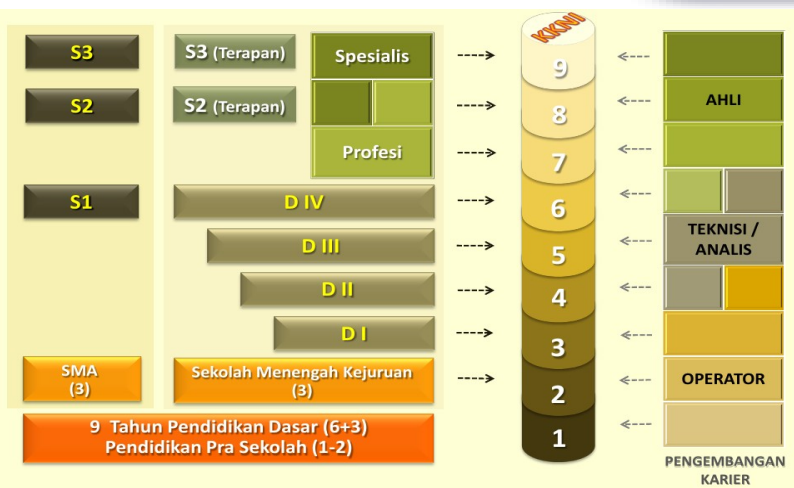 KKNI
S3
S3 (Terapan)
Spesialis
9
S2
S2 (Terapan)
8
AHLI
Profesi
7
S1
D IV
6
D III
5
TEKNISI /
ANALIS
D II
4
D I
3
SMA
(3)
Sekolah Menengah Kejuruan
(3)
2
OPERATOR
9 Tahun Pendidikan Dasar (6+3)
Pendidikan Pra Sekolah (1-2)
1
PENGEMBANGAN
KARIER